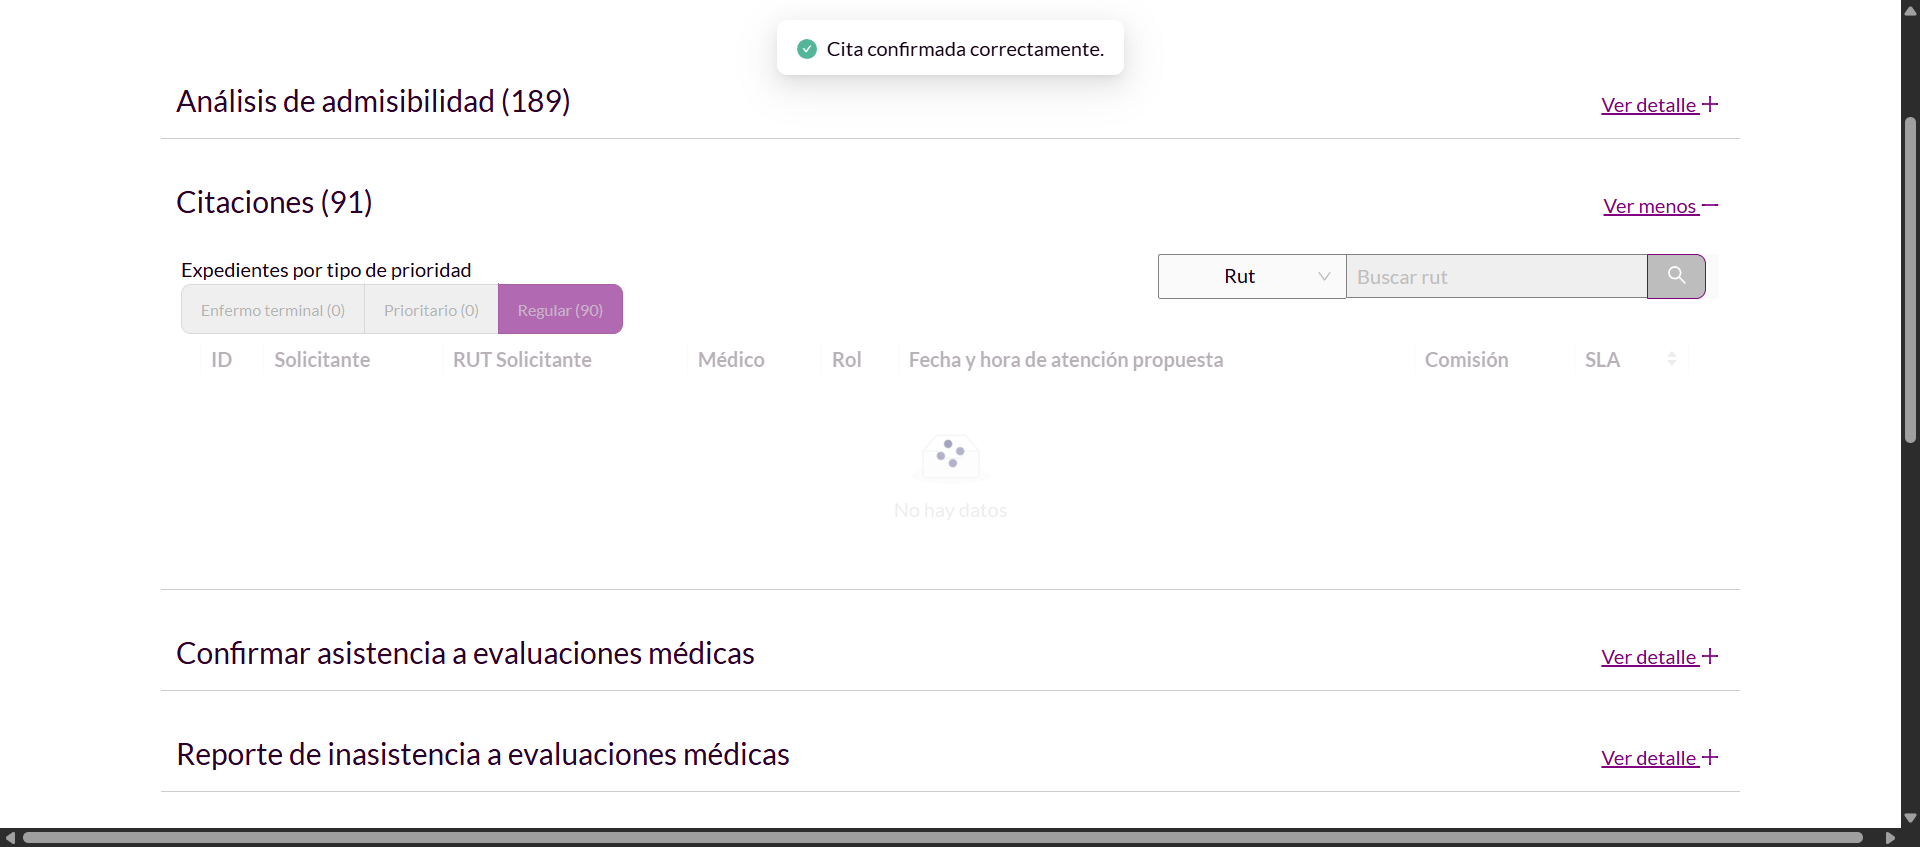 Cita confirmada correctamente.
Análisis de admisibilidad (189)
Ver detalle
Citaciones (91)
Ver menos
Expedientes por tipo de prioridad
Rut
Buscar rut
Enfermo terminal (0)
Prioritario (0)
Regular (90)
ID
Solicitante
RUT Solicitante
Médico
Rol
Fecha y hora de atención propuesta
Comisión
SLA
No hay datos
Confirmar asistencia a evaluaciones médicas
Ver detalle
Reporte de inasistencia a evaluaciones médicas
Ver detalle